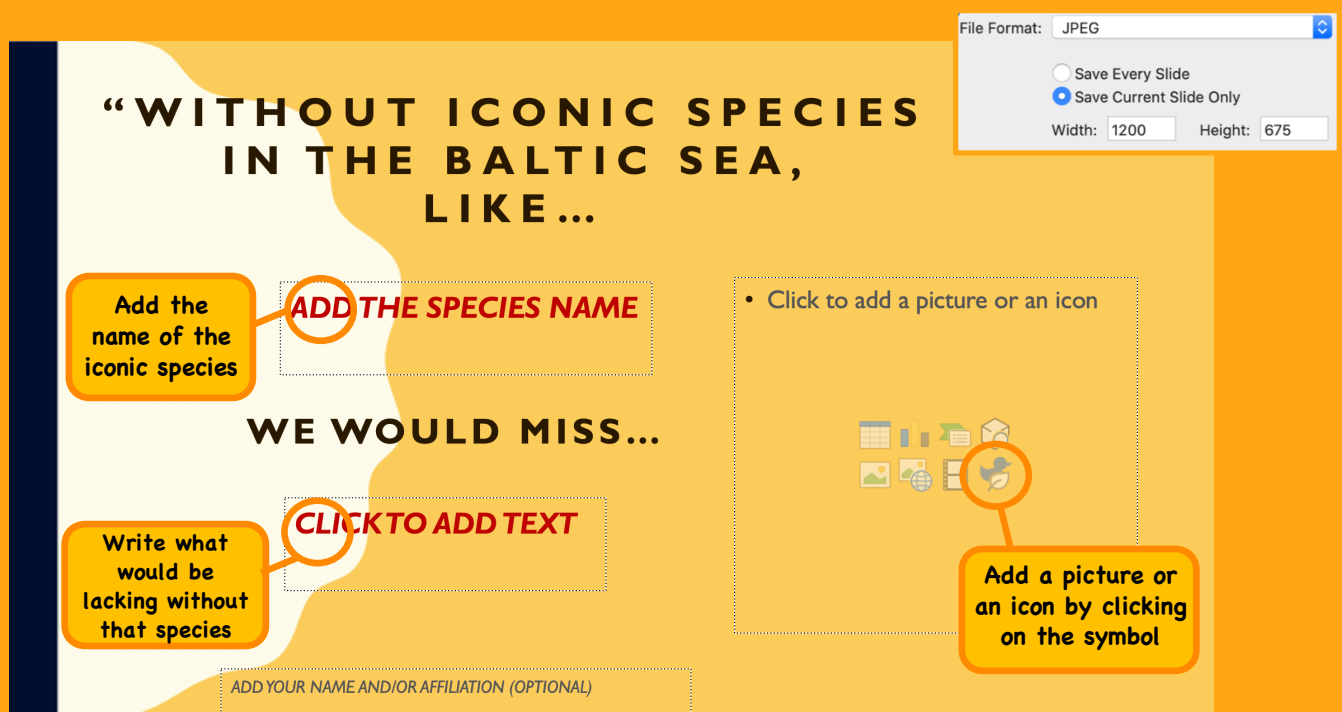 File Format: JPEG
Save Every Slide
Save Current Slide Only
Width: 1200 Height: 675
“WITHOUT ICONIC SPECIES
IN THE BALTIC SEA,
LIKE…
Add the
name of the
iconic species
ADD THE SPECIES NAME
• Click to add a picture or an icon
WE WOULD MISS…
CLICK TO ADD TEXT
Write what
would be
lacking without
that species
Add a picture or
an icon by clicking
on the symbol
ADD YOUR NAME AND/OR AFFILIATION (OPTIONAL)